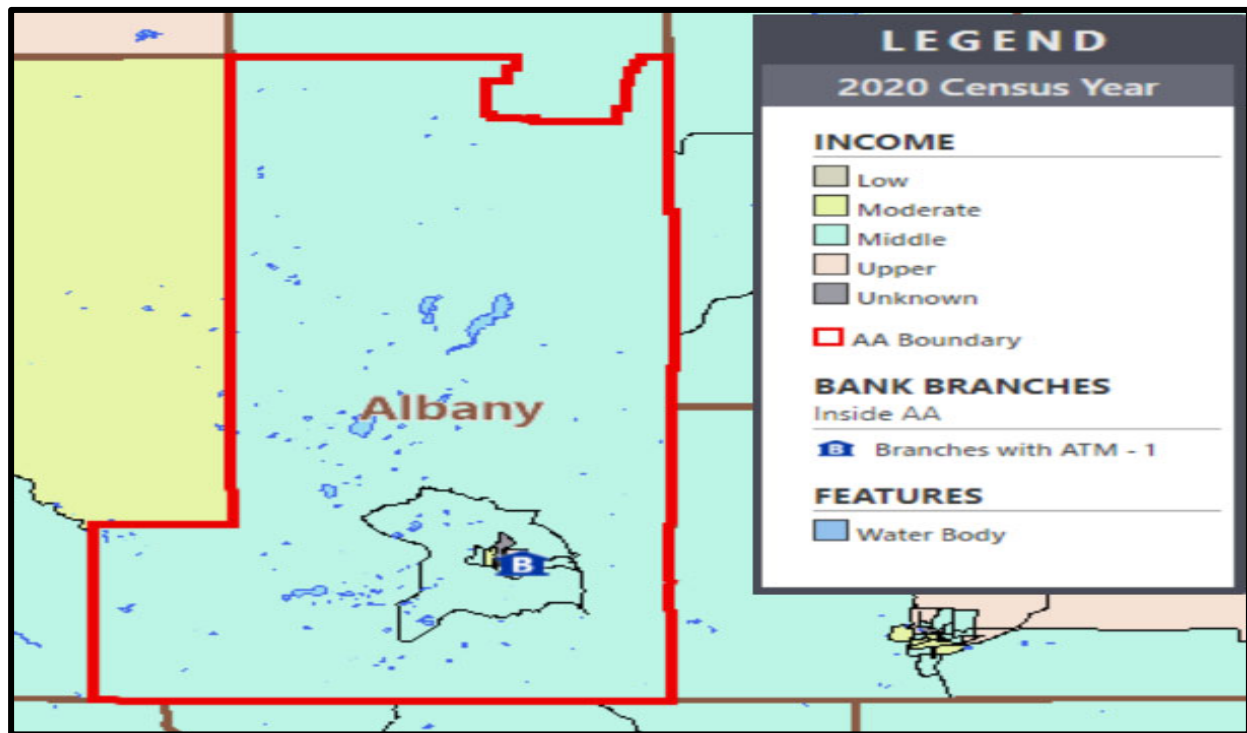 LEGEND
2020 Census Year
INCOME
Low
Moderate
Middle
Upper
Unknown
AA Boundary
BANK BRANCHES
Inside AA
B Branches with ATM - 1
FEATURES
Water Body
Albany
B